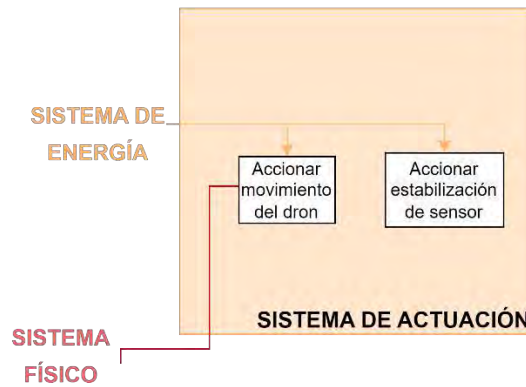 SISTEMA DE
ENERGÍA
Accionar
movimiento
del dron
Accionar
estabilización
de sensor
SISTEMA DE ACTUACIÓN
SISTEMA
FÍSICO